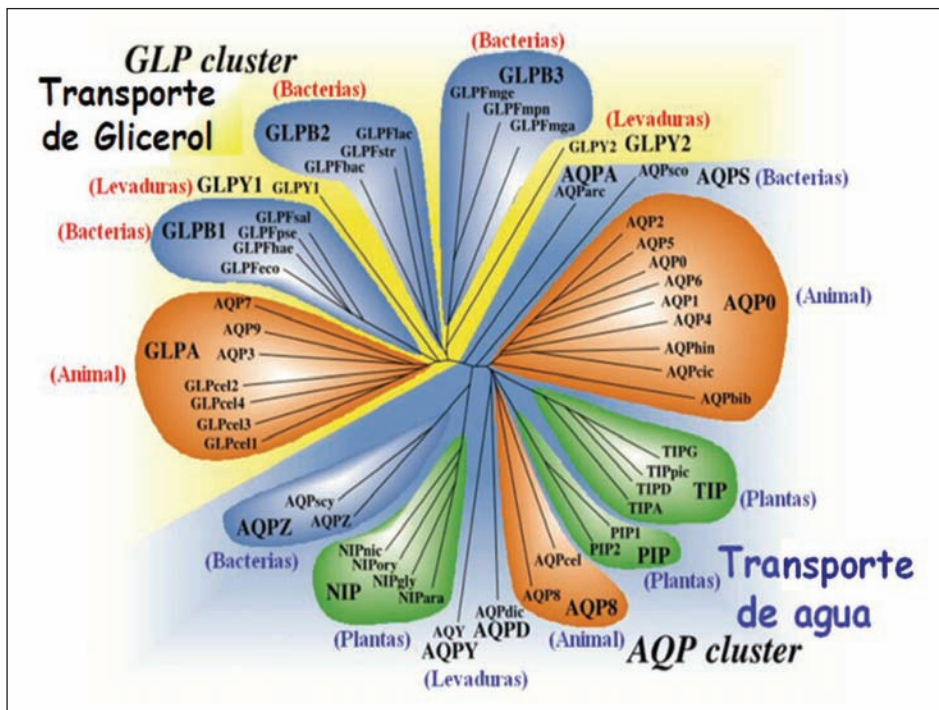 GLP cluster
Transporte
de Glicerol
(Bacterias)
GLPB3
GLPFmge
GLPFmpn
GLPFmga
(Bacterias)
GLPB2
GLPFlac
GLPFstr
GLPFbac
(Levaduras)
GLPY2 GLPY2
AQPA
AQParc
AQPsco AQPS (Bacterias)
(Levaduras) GLPY1 GLPY1
(Bacterias)
GLPB1
GLPFsal
GLPFpse
GLPFhae
GLPFeco
AQP2
AQP5
AQP0
AQP6
AQP1
AQP4
AQPhin
AQPcic
AQPbib
AQP0
(Animal)
AQP7
AQP9
GLPA
AQP3
(Animal)
GLPcel2
GLPcel4
GLPcel3
GLPcel1
TIPG
TIPpic
TIPD
TIPA
TIP
(Plantas)
AQPscy
AQPZ
AQPZ
(Bacterias)
PIP1
PIP2
PIP
(Plantas)
NIPnic
NIPory
NIPgly
NIPara
NIP
(Plantas)
AQPcel
AQP8
AQP8
(Animal)
AQPdic
AQPD
AQY
AQPY
(Levaduras)
Transporte
de agua
AQP cluster